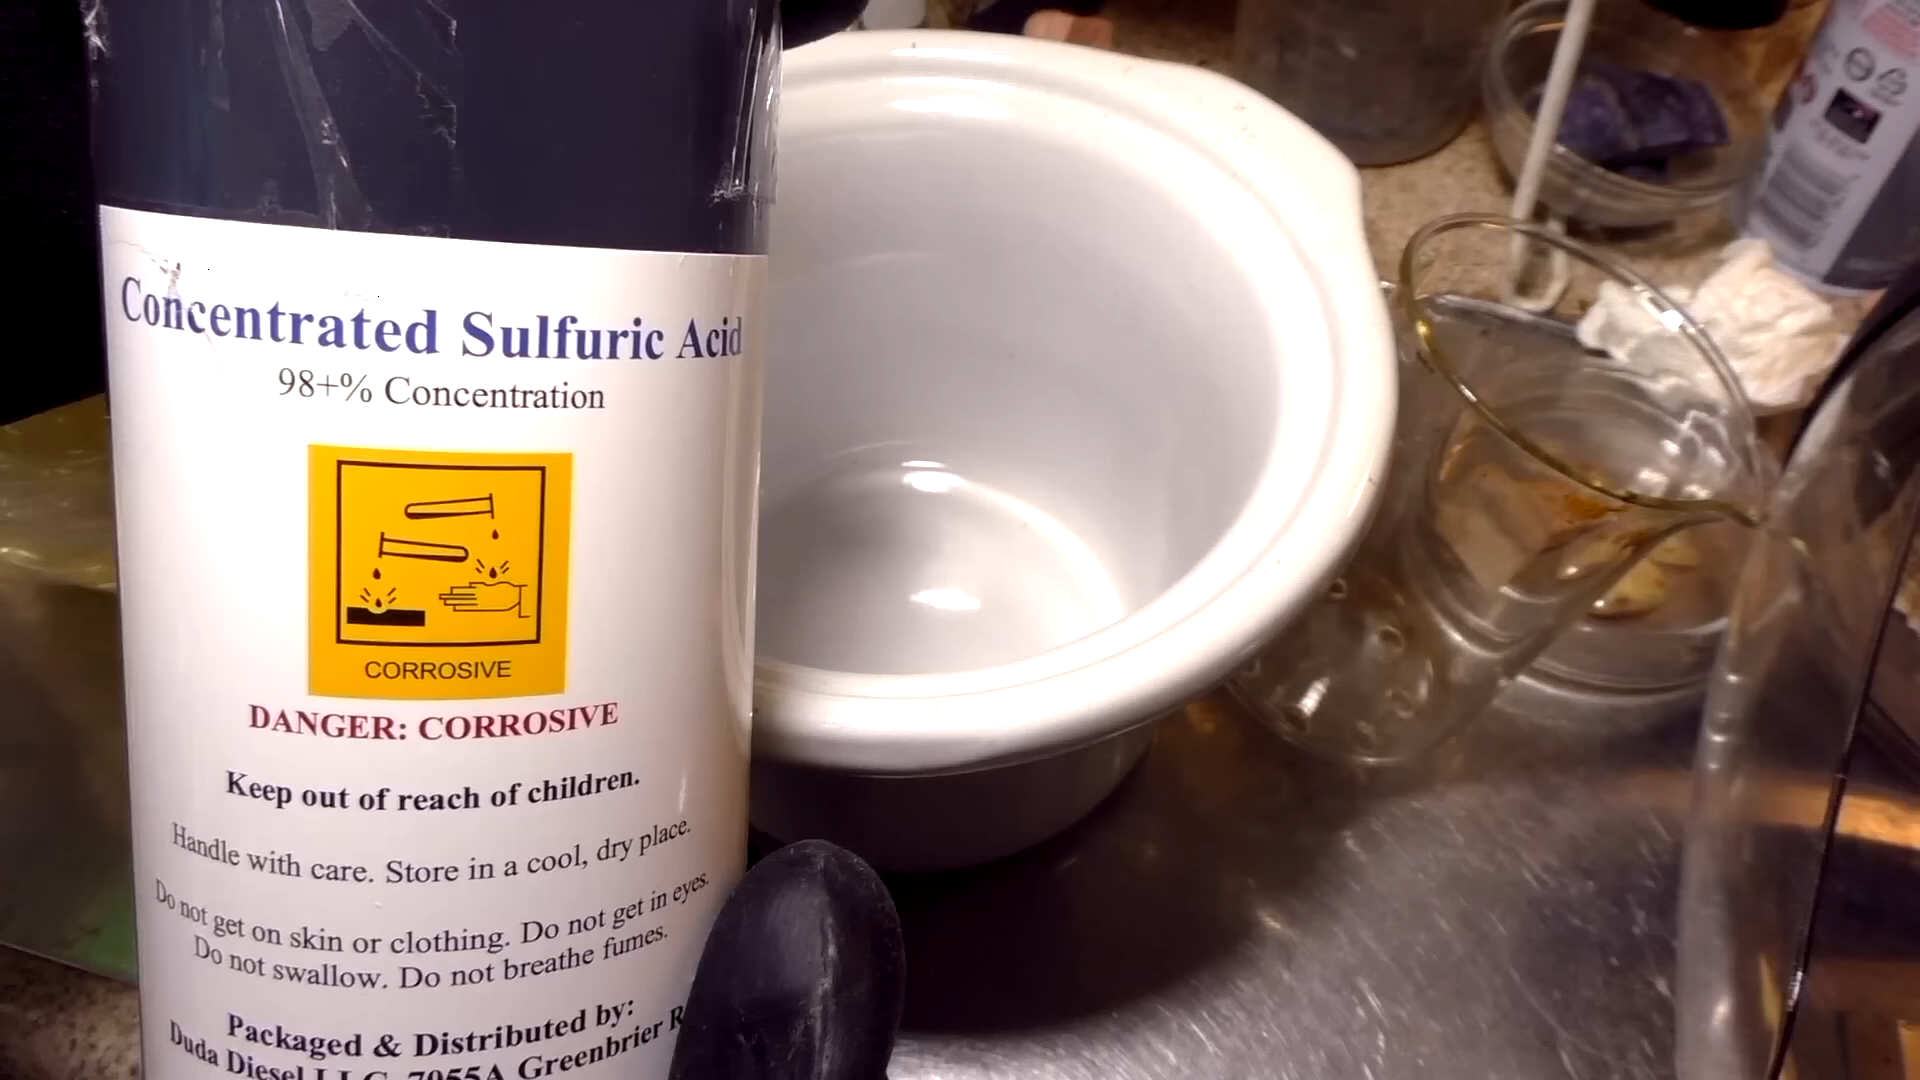 Concentrated Sulfuric Acid
98+% Concentration
CORROSIVE
DANGER: CORROSIVE
Keep out of reach of children.
Handle with care. Store in a cool, dry place.
Do not get on skin or clothing. Do not get in eyes.
Do not swallow. Do not breathe fumes.
Packaged & Distributed by:
Duda Diesel LLC, 7055A Greenbrier R